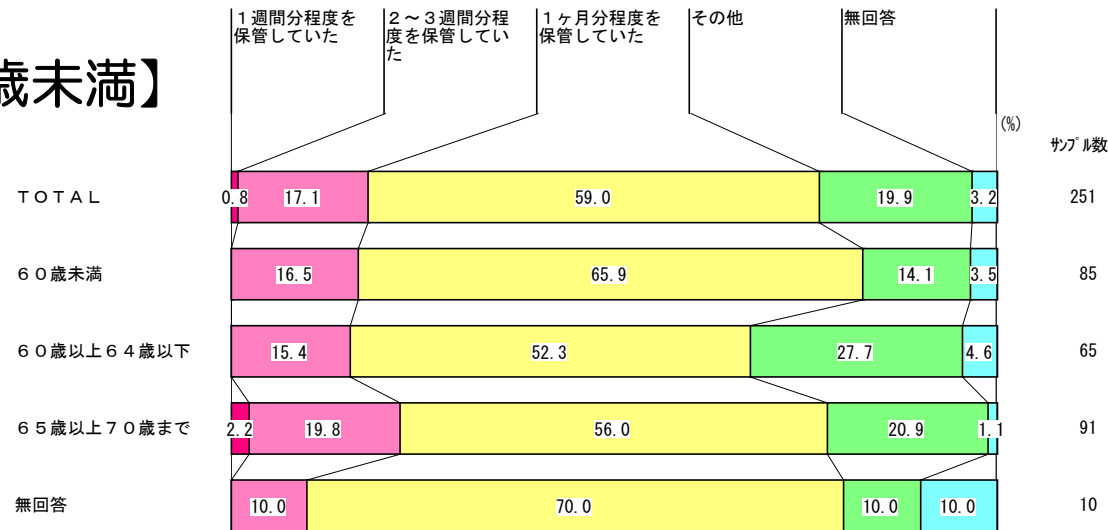 １週間分程度を
保管していた
２～３週間分程
度を保管してい
た
１ヶ月分程度を
保管していた
その他
無回答
歳未満】
(%)
ｻﾝﾌﾟﾙ数
ＴＯＴＡＬ 0.8 17.1 59.0 19.9 3.2 251
６０歳未満 16.5 65.9 14.1 3.5 85
６０歳以上６４歳以下 15.4 52.3 27.7 4.6 65
６５歳以上７０歳まで 2.2 19.8 56.0 20.9 1.1 91
無回答 10.0 70.0 10.0 10.0 10